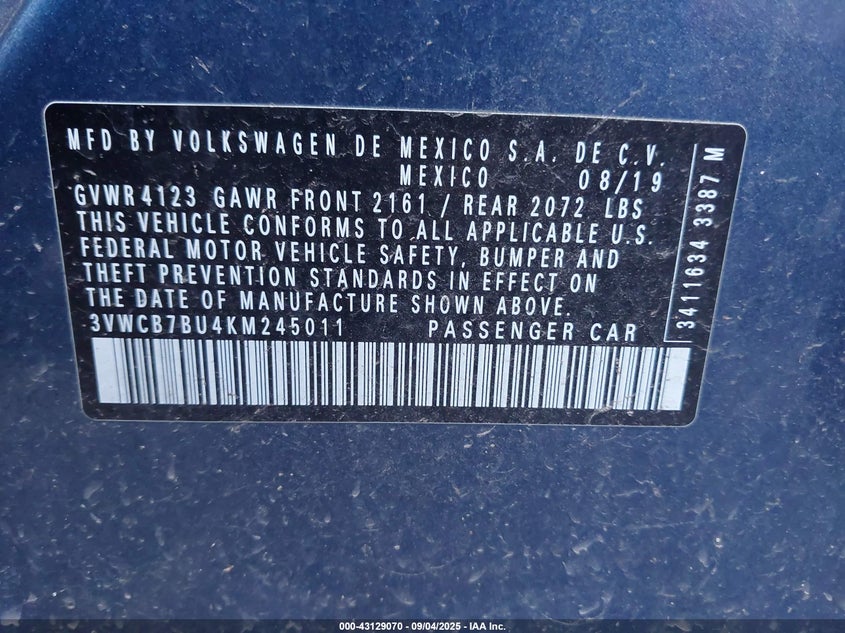 MFD BY VOLKSWAGEN DE MEXICO S.A. DE C.V.
MEXICO 08/19
GVWR 4123 GAWR FRONT 2161 / REAR 2072 LBS
THIS VEHICLE CONFORMS TO ALL APPLICABLE U.S.
FEDERAL MOTOR VEHICLE SAFETY, BUMPER AND
THEFT PREVENTION STANDARDS IN EFFECT ON
THE DATE OF MANUFACTURE SHOWN ABOVE.
3VWCB7BU4KM245011 PASSENGER CAR
3411634 3387 M
000-43129070 - 09/04/2025 - IAA Inc.